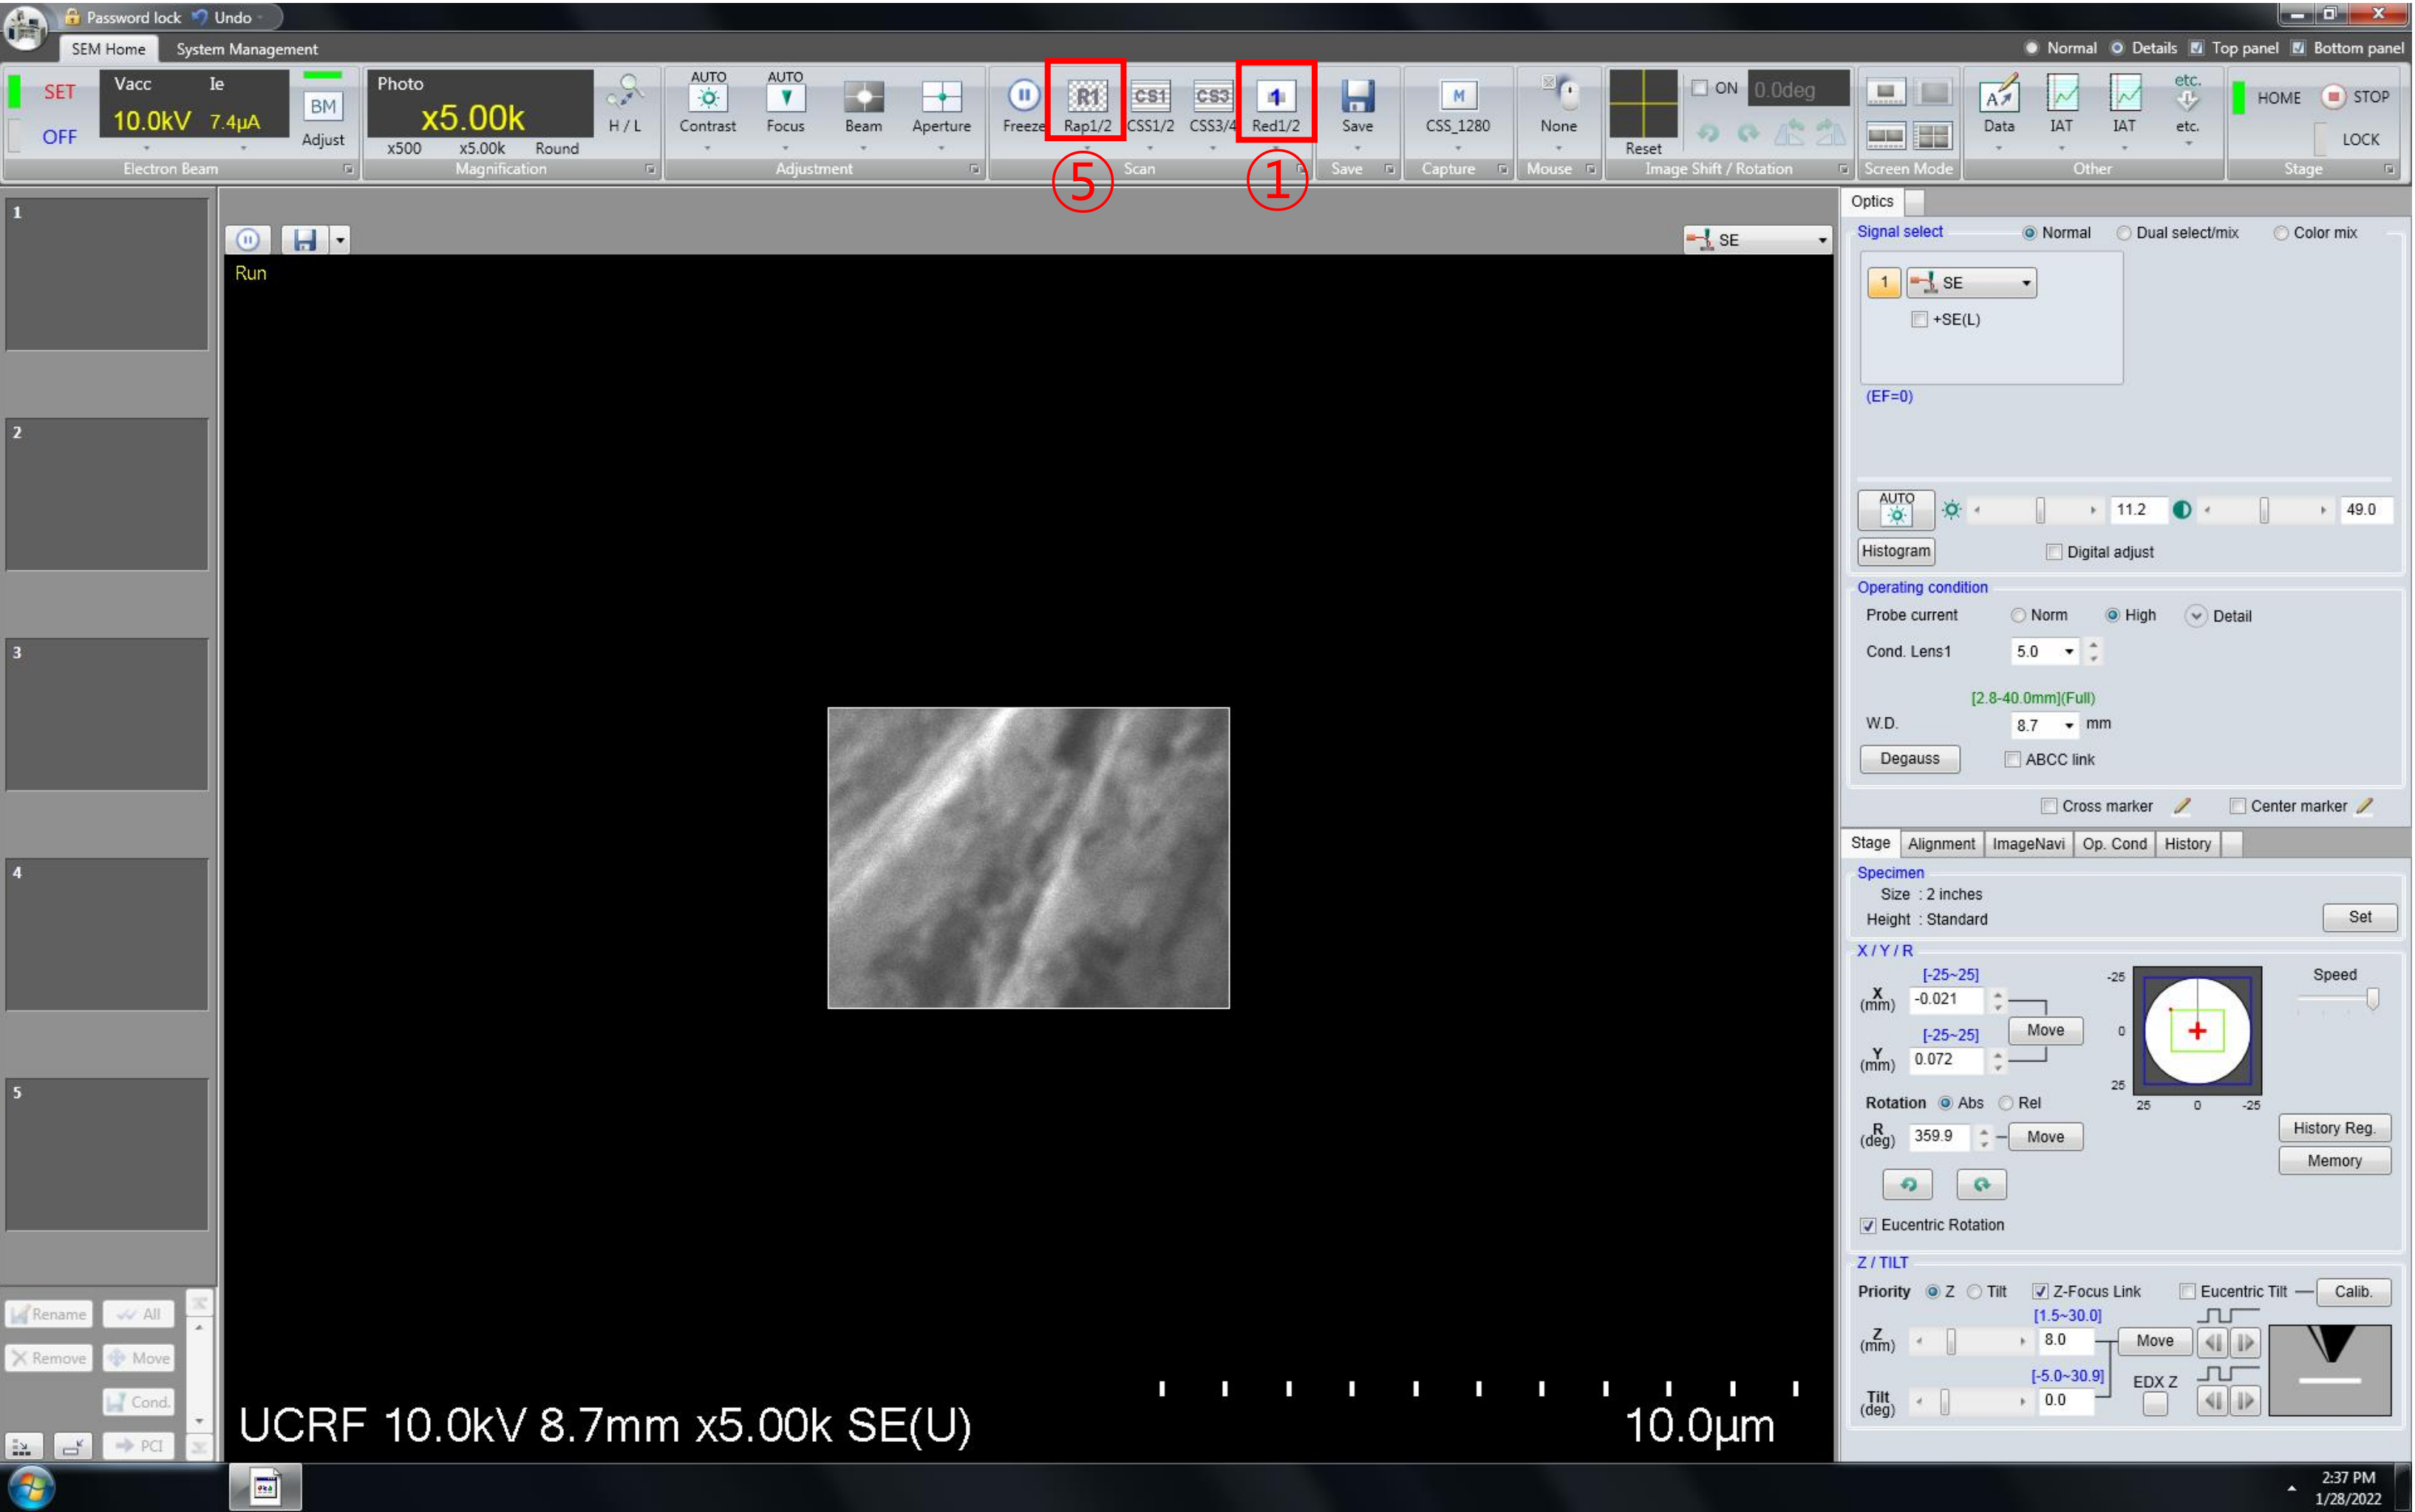 Password lock Undo
SEM Home System Management Normal Details Top panel Bottom panel
SET OFF Vacc Ie 10.0kV 7.4µA BM Adjust
Photo x5.00k x500 x5.00k Round H / L
AUTO Contrast AUTO Focus Beam Aperture
Freeze R1 Rap1/2 CS1 CSS1/2 CS3 CSS3/4 1 Red1/2
Save M CSS_1280 None
Reset ON 0.0deg
Data IAT IAT etc. etc.
HOME STOP LOCK
Electron Beam Magnification Adjustment Scan Save Capture Mouse Image Shift / Rotation Screen Mode Other Stage
⑤ ①
1
2
3
4
5
Rename All
Remove Move
Cond.
PCI
SE
Run
UCRF 10.0kV 8.7mm x5.00k SE(U) 10.0µm
Optics
Signal select Normal Dual select/mix Color mix
1 SE
+SE(L)
(EF=0)
AUTO 11.2 49.0
Histogram Digital adjust
Operating condition
Probe current Norm High Detail
Cond. Lens1 5.0
[2.8-40.0mm](Full)
W.D. 8.7 mm
Degauss ABCC link
Cross marker Center marker
Stage Alignment ImageNavi Op. Cond History
Specimen
Size : 2 inches
Height : Standard Set
X / Y / R
[-25~25] -25 Speed
X (mm) -0.021
[-25~25] Move 0
Y (mm) 0.072
25
Rotation Abs Rel 25 0 -25
R (deg) 359.9 Move History Reg.
Memory
Eucentric Rotation
Z / TILT
Priority Z Tilt Z-Focus Link Eucentric Tilt Calib.
[1.5~30.0]
Z (mm) 8.0 Move
[-5.0~30.9] EDX Z
Tilt (deg) 0.0
2:37 PM
1/28/2022